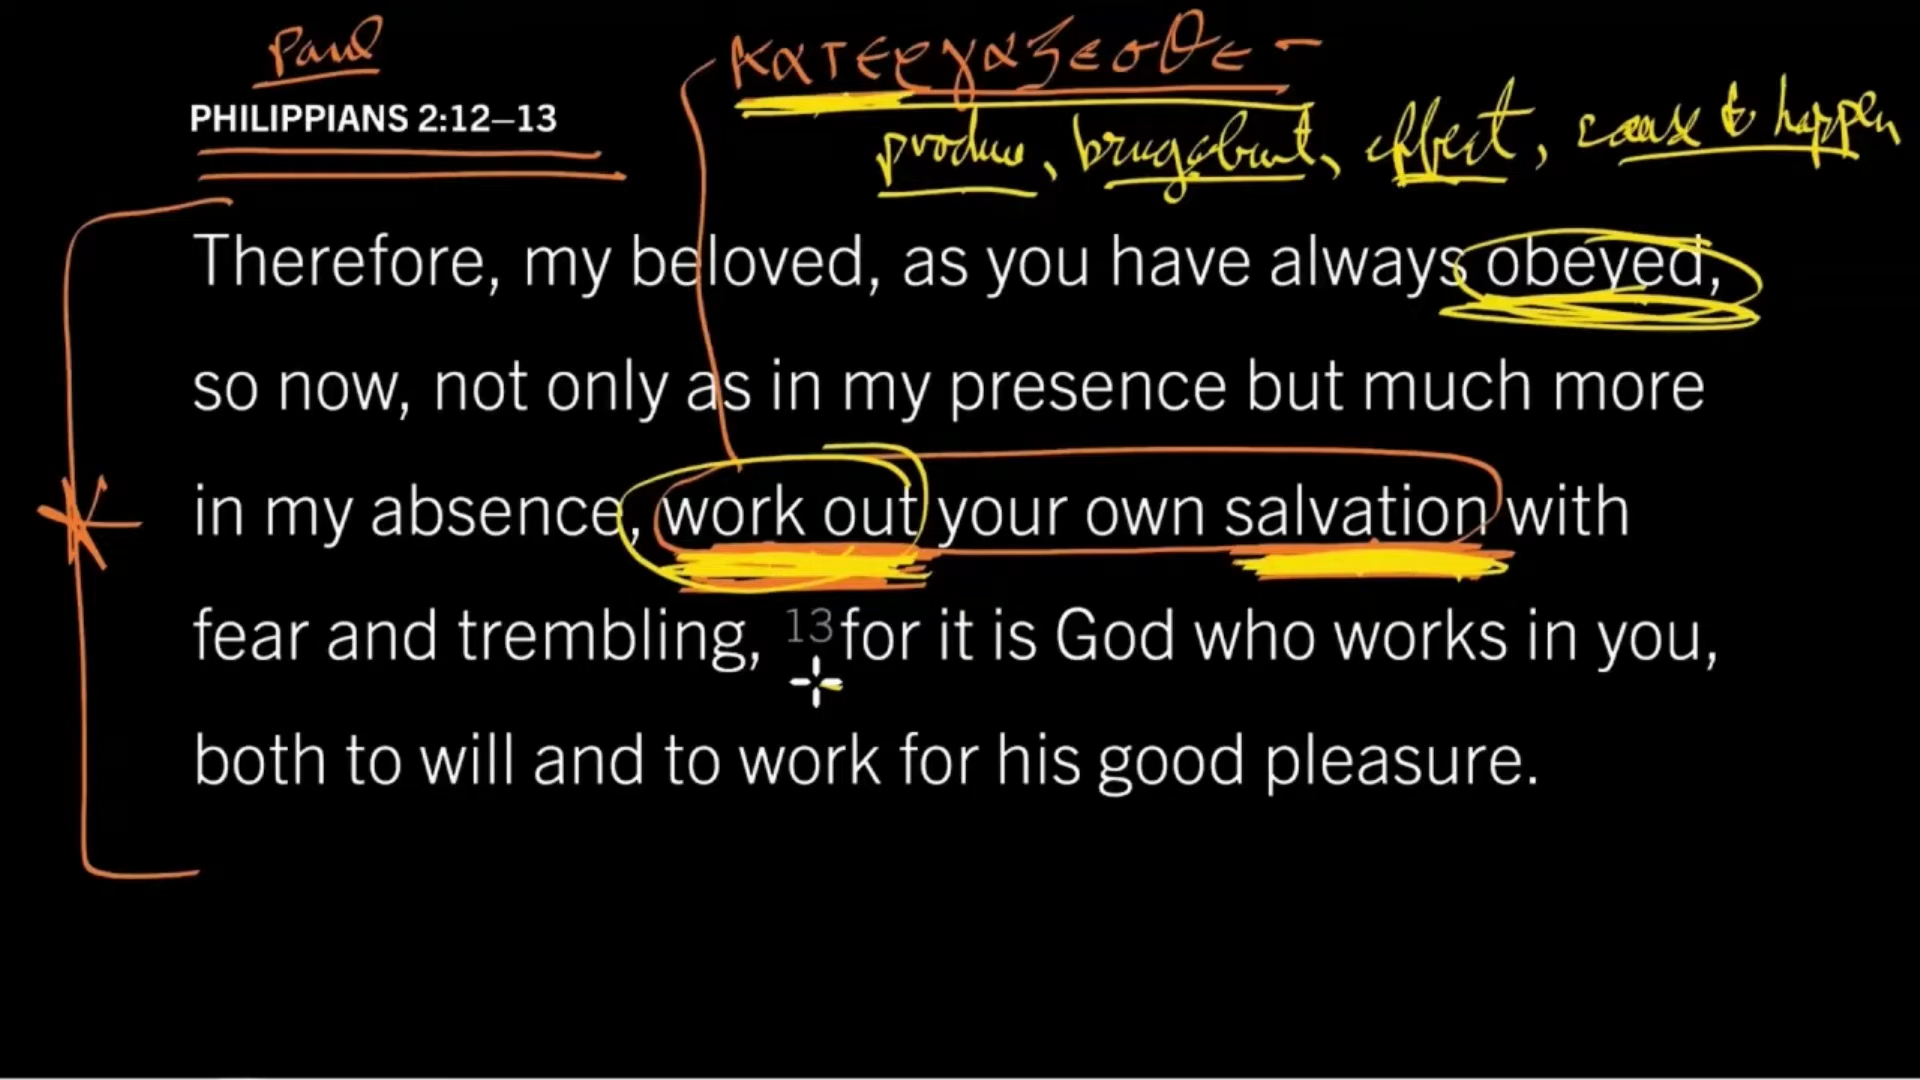 Paul
κατεργαζεσθε -
PHILIPPIANS 2:12–13
produce, bring about, effect, cause to happen
Therefore, my beloved, as you have always obeyed,
so now, not only as in my presence but much more
in my absence, work out your own salvation with
fear and trembling, 13 for it is God who works in you,
both to will and to work for his good pleasure.